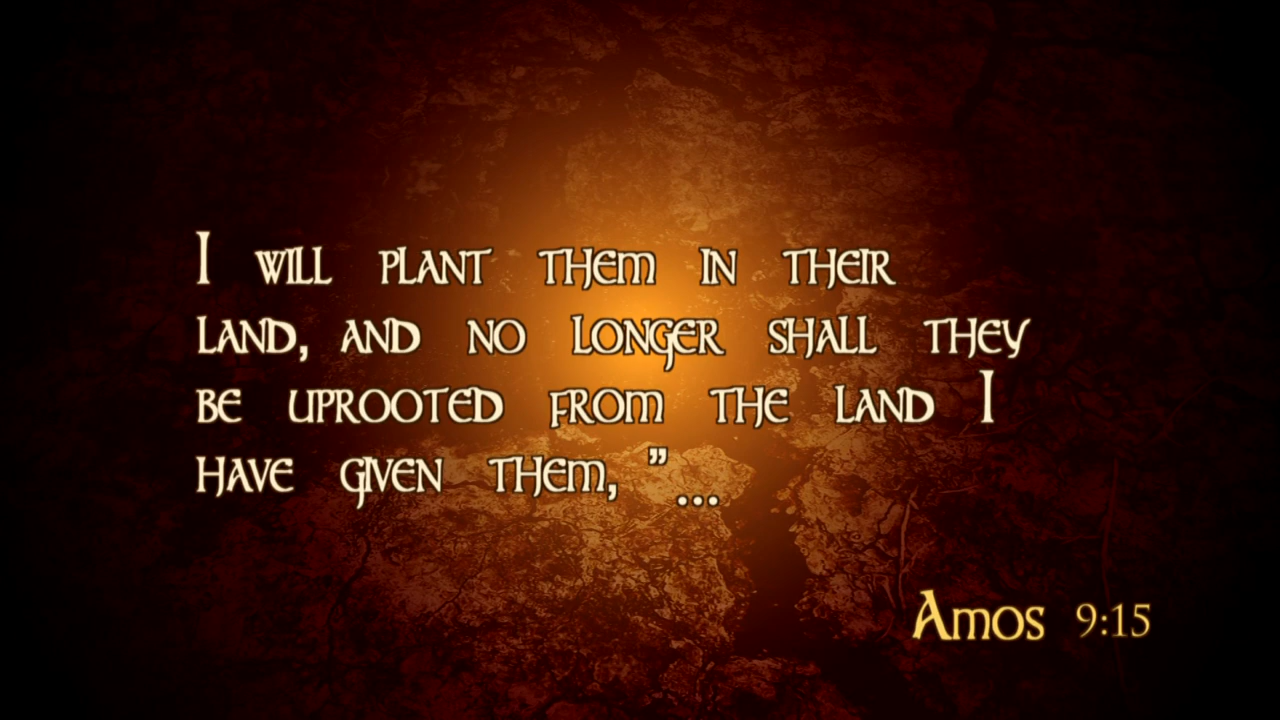 I will plant them in their
land, and no longer shall they
be uprooted from the land I
have given them, ”...
Amos 9:15